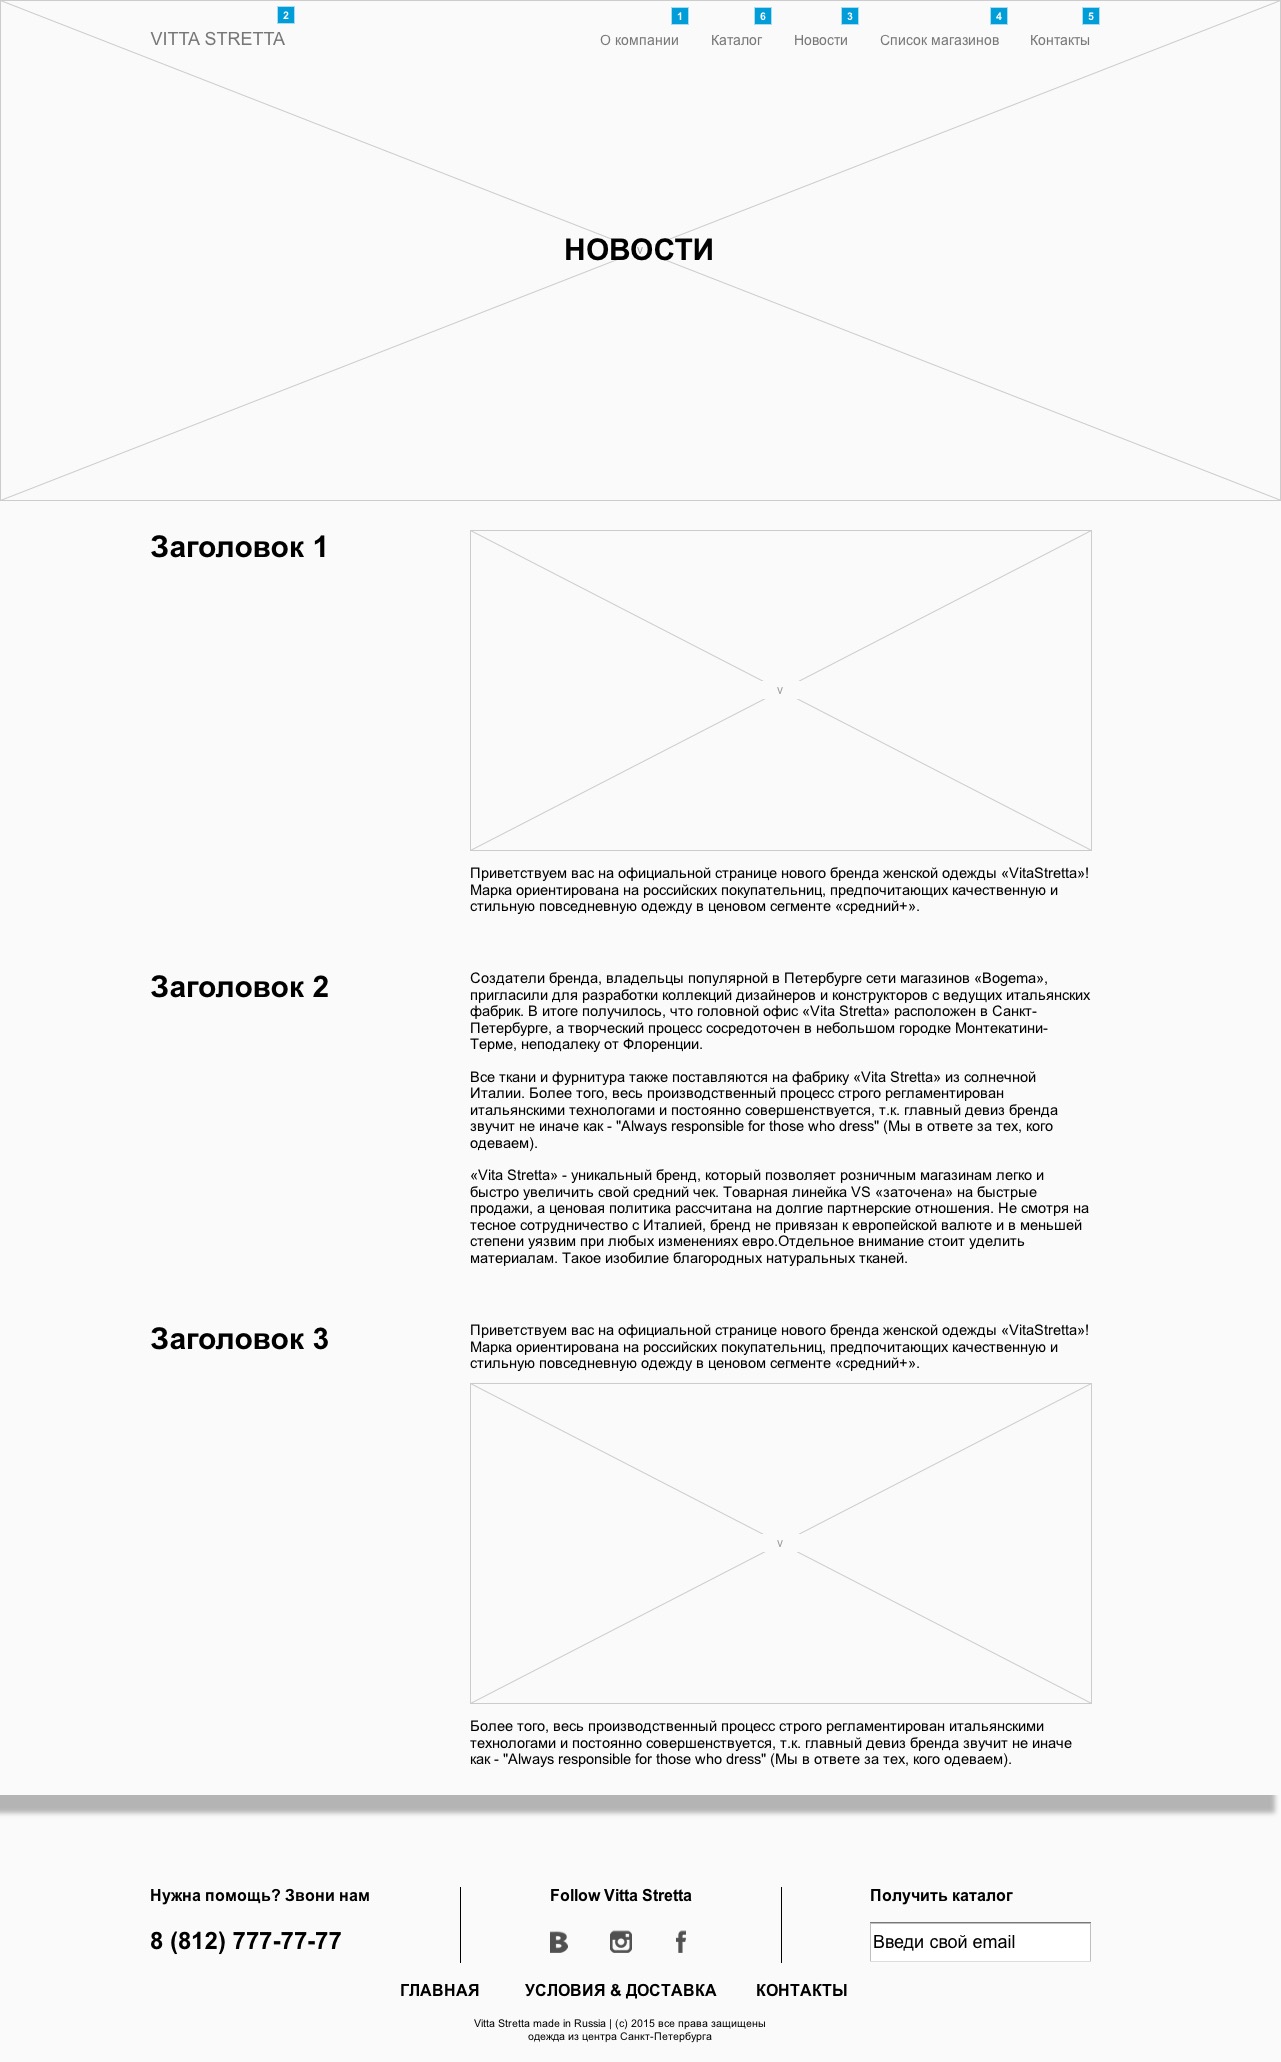 2
1
6
3
4
5
VITTA STRETTA
О компании
Каталог
Новости
Список магазинов
Контакты
НОВОСТИ
Заголовок 1
v
Приветствуем вас на официальной странице нового бренда женской одежды «VitaStretta»!
Марка ориентирована на российских покупательниц, предпочитающих качественную и
стильную повседневную одежду в ценовом сегменте «средний+».
Заголовок 2
Создатели бренда, владельцы популярной в Петербурге сети магазинов «Bogema»,
пригласили для разработки коллекций дизайнеров и конструкторов с ведущих итальянских
фабрик. В итоге получилось, что головной офис «Vita Stretta» расположен в Санкт-
Петербурге, а творческий процесс сосредоточен в небольшом городке Монтекатини-
Терме, неподалеку от Флоренции.
Все ткани и фурнитура также поставляются на фабрику «Vita Stretta» из солнечной
Италии. Более того, весь производственный процесс строго регламентирован
итальянскими технологами и постоянно совершенствуется, т.к. главный девиз бренда
звучит не иначе как - "Always responsible for those who dress" (Мы в ответе за тех, кого
одеваем).
«Vita Stretta» - уникальный бренд, который позволяет розничным магазинам легко и
быстро увеличить свой средний чек. Товарная линейка VS «заточена» на быстрые
продажи, а ценовая политика рассчитана на долгие партнерские отношения. Не смотря на
тесное сотрудничество с Италией, бренд не привязан к европейской валюте и в меньшей
степени уязвим при любых изменениях евро.Отдельное внимание стоит уделить
материалам. Такое изобилие благородных натуральных тканей.
Заголовок 3
Приветствуем вас на официальной странице нового бренда женской одежды «VitaStretta»!
Марка ориентирована на российских покупательниц, предпочитающих качественную и
стильную повседневную одежду в ценовом сегменте «средний+».
v
Более того, весь производственный процесс строго регламентирован итальянскими
технологами и постоянно совершенствуется, т.к. главный девиз бренда звучит не иначе
как - "Always responsible for those who dress" (Мы в ответе за тех, кого одеваем).
Нужна помощь? Звони нам
8 (812) 777-77-77
Follow Vitta Stretta
Получить каталог
Введи свой email
ГЛАВНАЯ
УСЛОВИЯ & ДОСТАВКА
КОНТАКТЫ
Vitta Stretta made in Russia | (c) 2015 все права защищены
одежда из центра Санкт-Петербурга